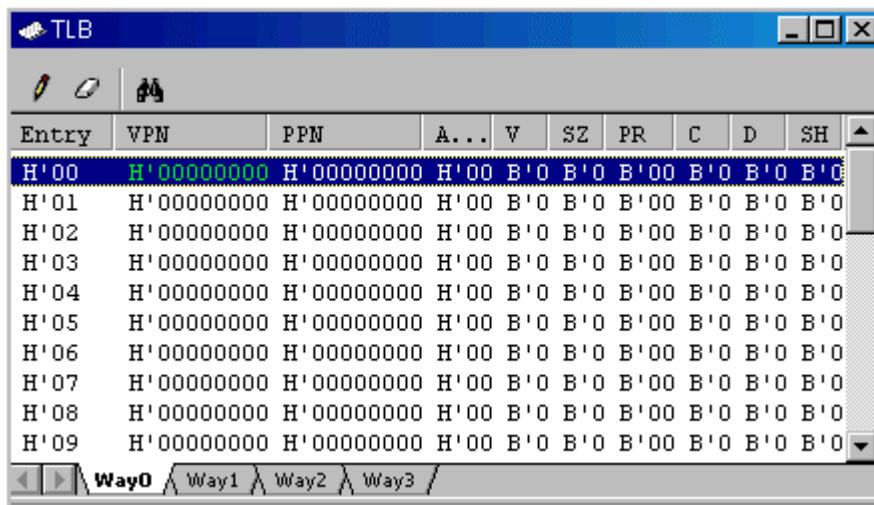 TLB
Entry VPN PPN A... V SZ PR C D SH
H'00 H'00000000 H'00000000 H'00 B'0 B'0 B'00 B'0 B'0 B'0
H'01 H'00000000 H'00000000 H'00 B'0 B'0 B'00 B'0 B'0 B'0
H'02 H'00000000 H'00000000 H'00 B'0 B'0 B'00 B'0 B'0 B'0
H'03 H'00000000 H'00000000 H'00 B'0 B'0 B'00 B'0 B'0 B'0
H'04 H'00000000 H'00000000 H'00 B'0 B'0 B'00 B'0 B'0 B'0
H'05 H'00000000 H'00000000 H'00 B'0 B'0 B'00 B'0 B'0 B'0
H'06 H'00000000 H'00000000 H'00 B'0 B'0 B'00 B'0 B'0 B'0
H'07 H'00000000 H'00000000 H'00 B'0 B'0 B'00 B'0 B'0 B'0
H'08 H'00000000 H'00000000 H'00 B'0 B'0 B'00 B'0 B'0 B'0
H'09 H'00000000 H'00000000 H'00 B'0 B'0 B'00 B'0 B'0 B'0
Way0 Way1 Way2 Way3